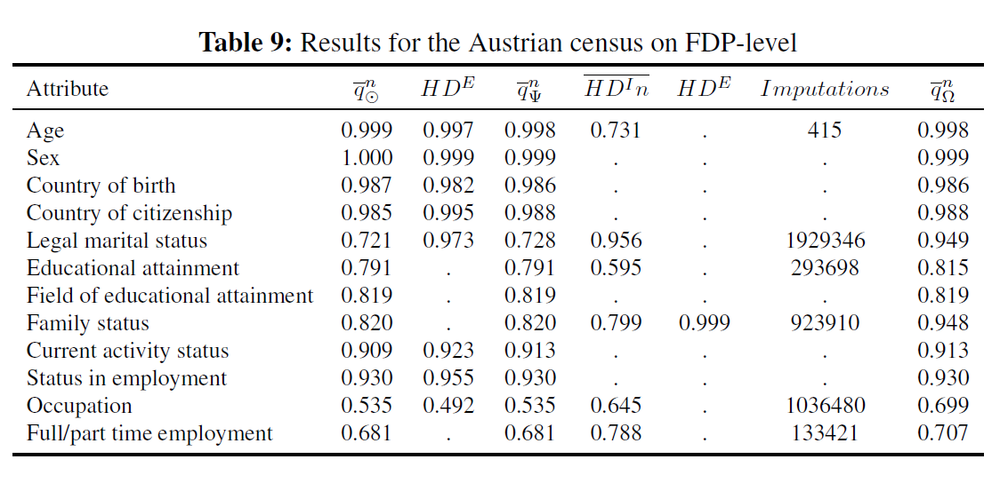 Table 9: Results for the Austrian census on FDP-level
Attribute q̅ⁿ_⊙ HD^E q̅ⁿ_Ψ \overline{HD^I n} HD^E Imputations q̅ⁿ_Ω
Age 0.999 0.997 0.998 0.731 . 415 0.998
Sex 1.000 0.999 0.999 . . . 0.999
Country of birth 0.987 0.982 0.986 . . . 0.986
Country of citizenship 0.985 0.995 0.988 . . . 0.988
Legal marital status 0.721 0.973 0.728 0.956 . 1929346 0.949
Educational attainment 0.791 . 0.791 0.595 . 293698 0.815
Field of educational attainment 0.819 . 0.819 . . . 0.819
Family status 0.820 . 0.820 0.799 0.999 923910 0.948
Current activity status 0.909 0.923 0.913 . . . 0.913
Status in employment 0.930 0.955 0.930 . . . 0.930
Occupation 0.535 0.492 0.535 0.645 . 1036480 0.699
Full/part time employment 0.681 . 0.681 0.788 . 133421 0.707